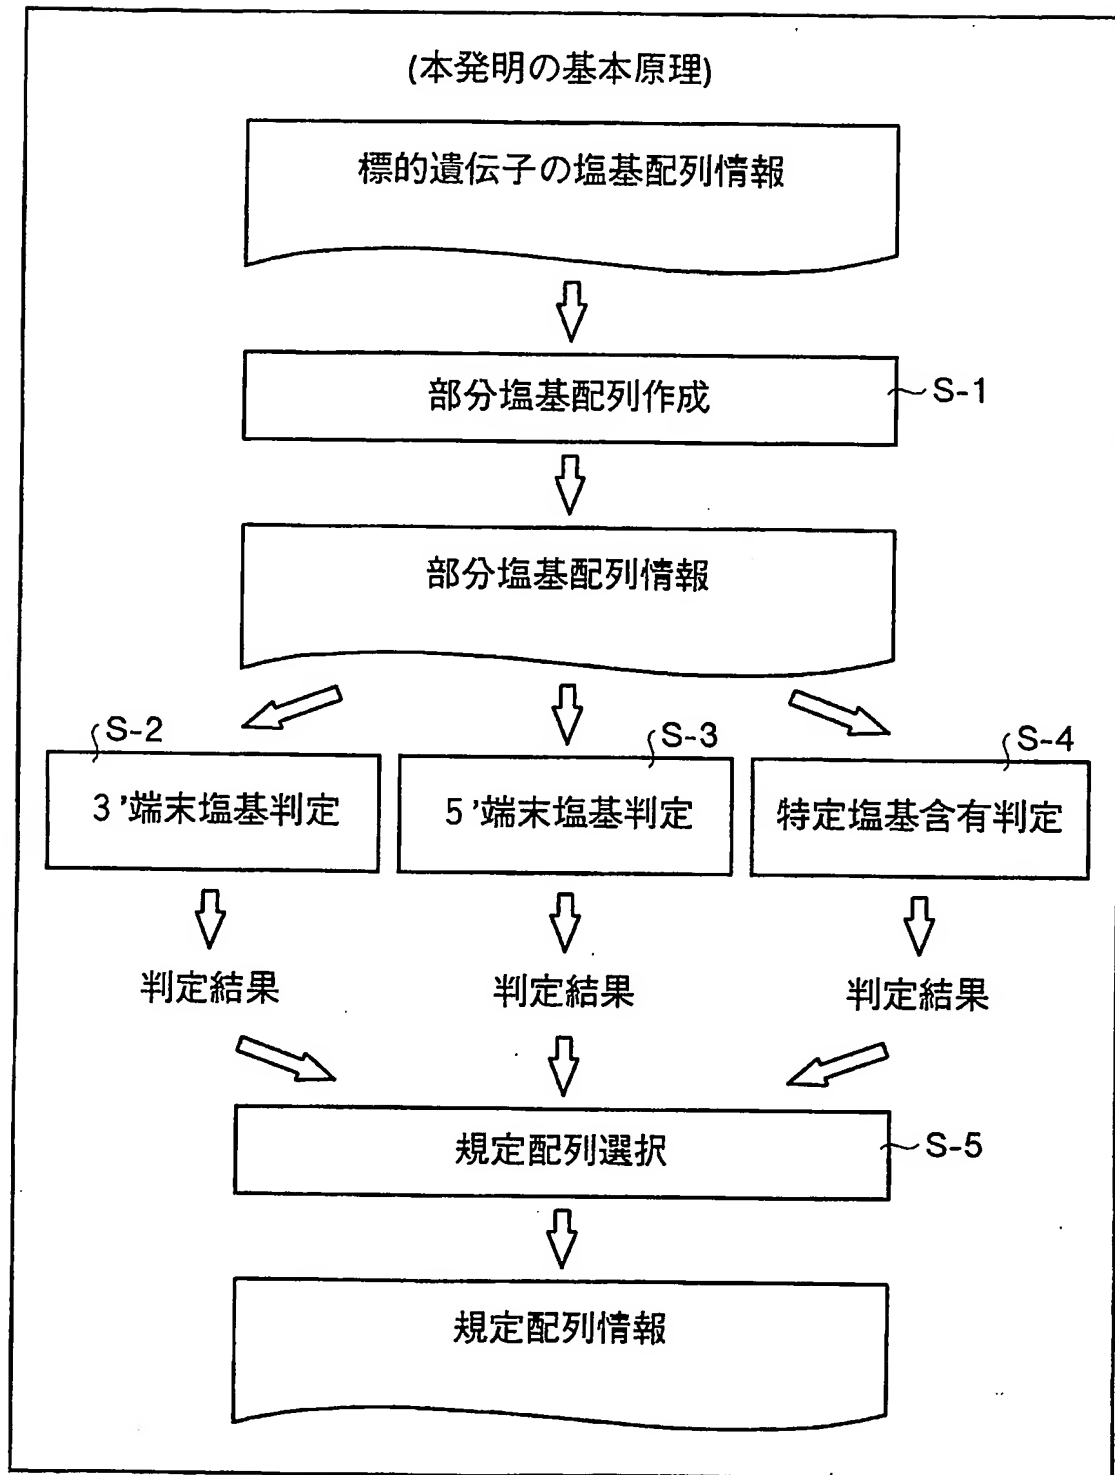 (本発明の基本原理)
標的遺伝子の塩基配列情報
部分塩基配列作成
S-1
部分塩基配列情報
S-2
S-3
S-4
3'端末塩基判定
5'端末塩基判定
特定塩基含有判定
判定結果
判定結果
判定結果
規定配列選択
S-5
規定配列情報